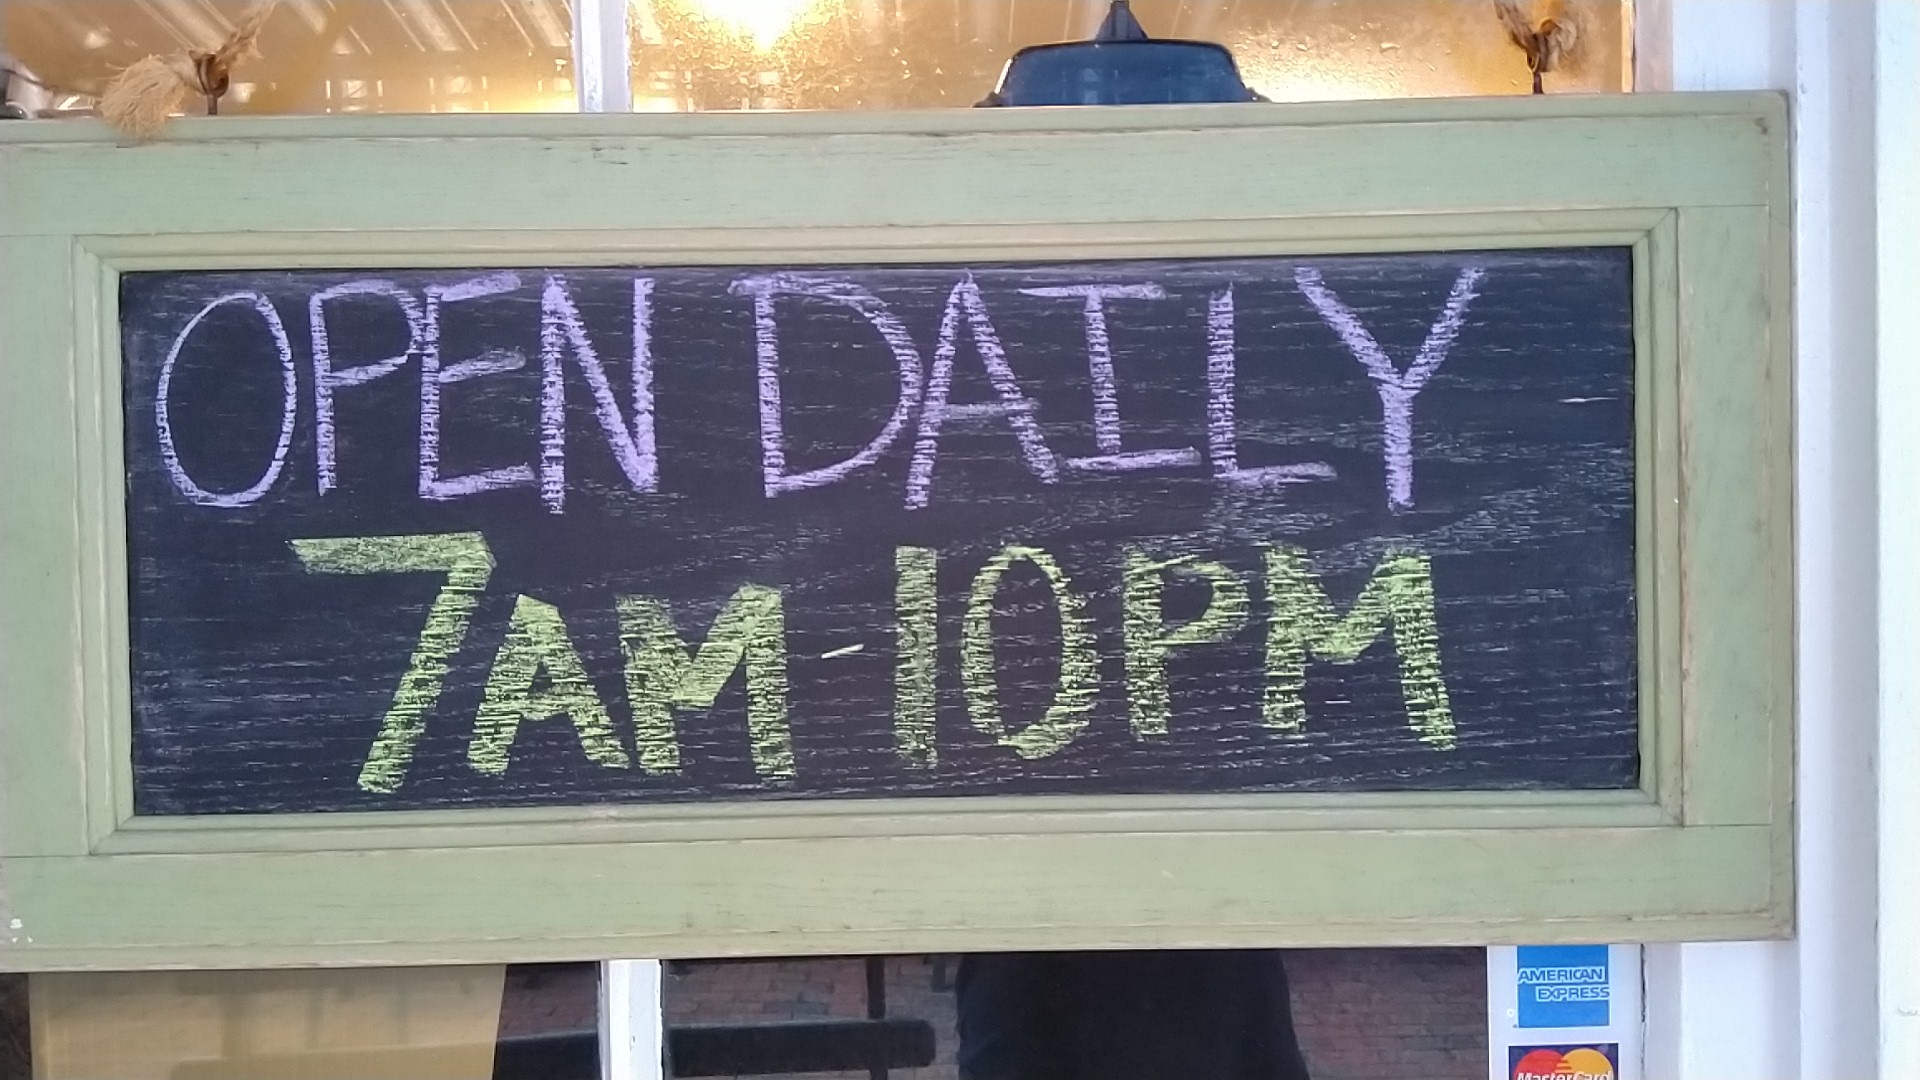 OPEN DAILY
7AM - 10PM
AMERICAN
EXPRESS
MasterCard